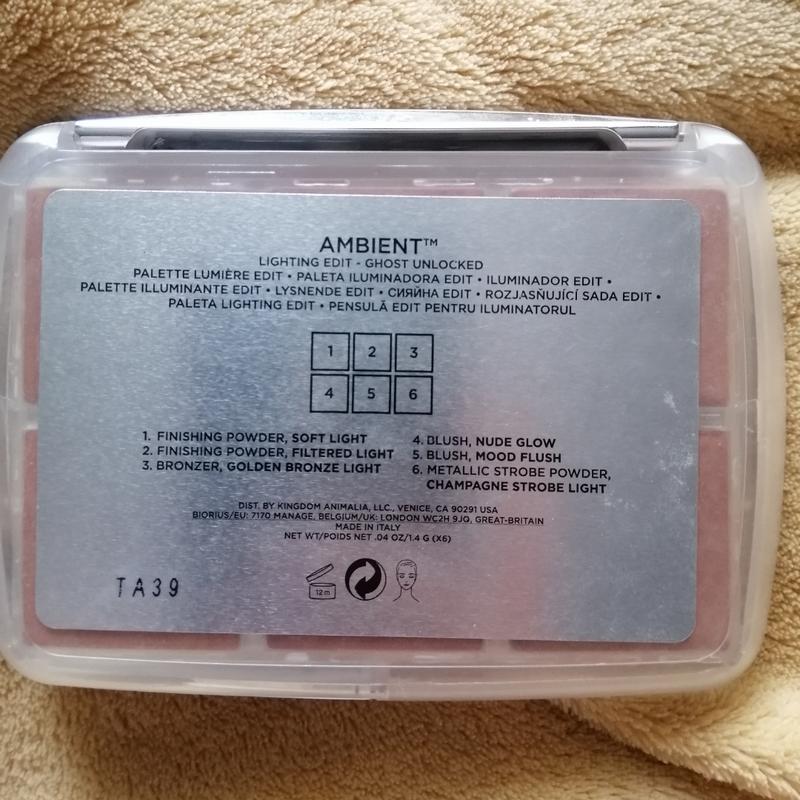 AMBIENT™
LIGHTING EDIT - GHOST UNLOCKED
PALETTE LUMIÈRE EDIT • PALETA ILUMINADORA EDIT • ILUMINADOR EDIT •
PALETTE ILLUMINANTE EDIT • LYSNENDE EDIT • СИЯЙНА EDIT • ROZJASŇUJÍCÍ SADA EDIT •
PALETA LIGHTING EDIT • PENSULĂ EDIT PENTRU ILUMINATORUL
1 2 3
4 5 6
1. FINISHING POWDER, SOFT LIGHT
2. FINISHING POWDER, FILTERED LIGHT
3. BRONZER, GOLDEN BRONZE LIGHT
4. BLUSH, NUDE GLOW
5. BLUSH, MOOD FLUSH
6. METALLIC STROBE POWDER,
CHAMPAGNE STROBE LIGHT
DIST. BY KINGDOM ANIMALIA, LLC., VENICE, CA 90291 USA
BIORIUS/EU: 7170 MANAGE, BELGIUM/UK: LONDON WC2H 9JQ, GREAT-BRITAIN
MADE IN ITALY
NET WT/POIDS NET .04 OZ/1.4 G (X6)
TA39
12 m